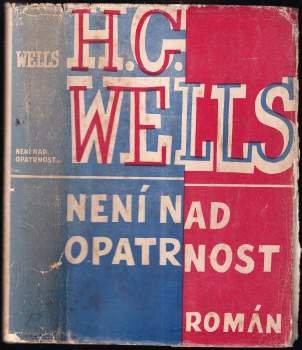 WELLS
NENÍ NAD
OPATRNOST
H.G.
WELLS
NENÍ NAD
OPATRNOST
ROMÁN